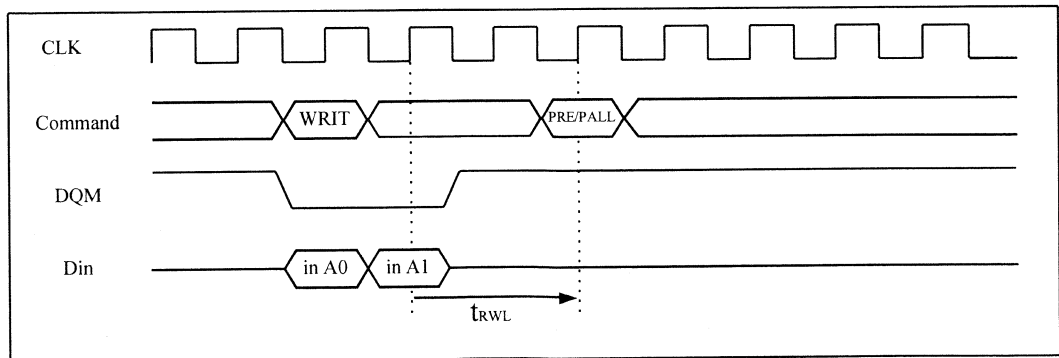 CLK
Command
WRIT
PRE/PALL
DQM
Din
in A0
in A1
tRWL